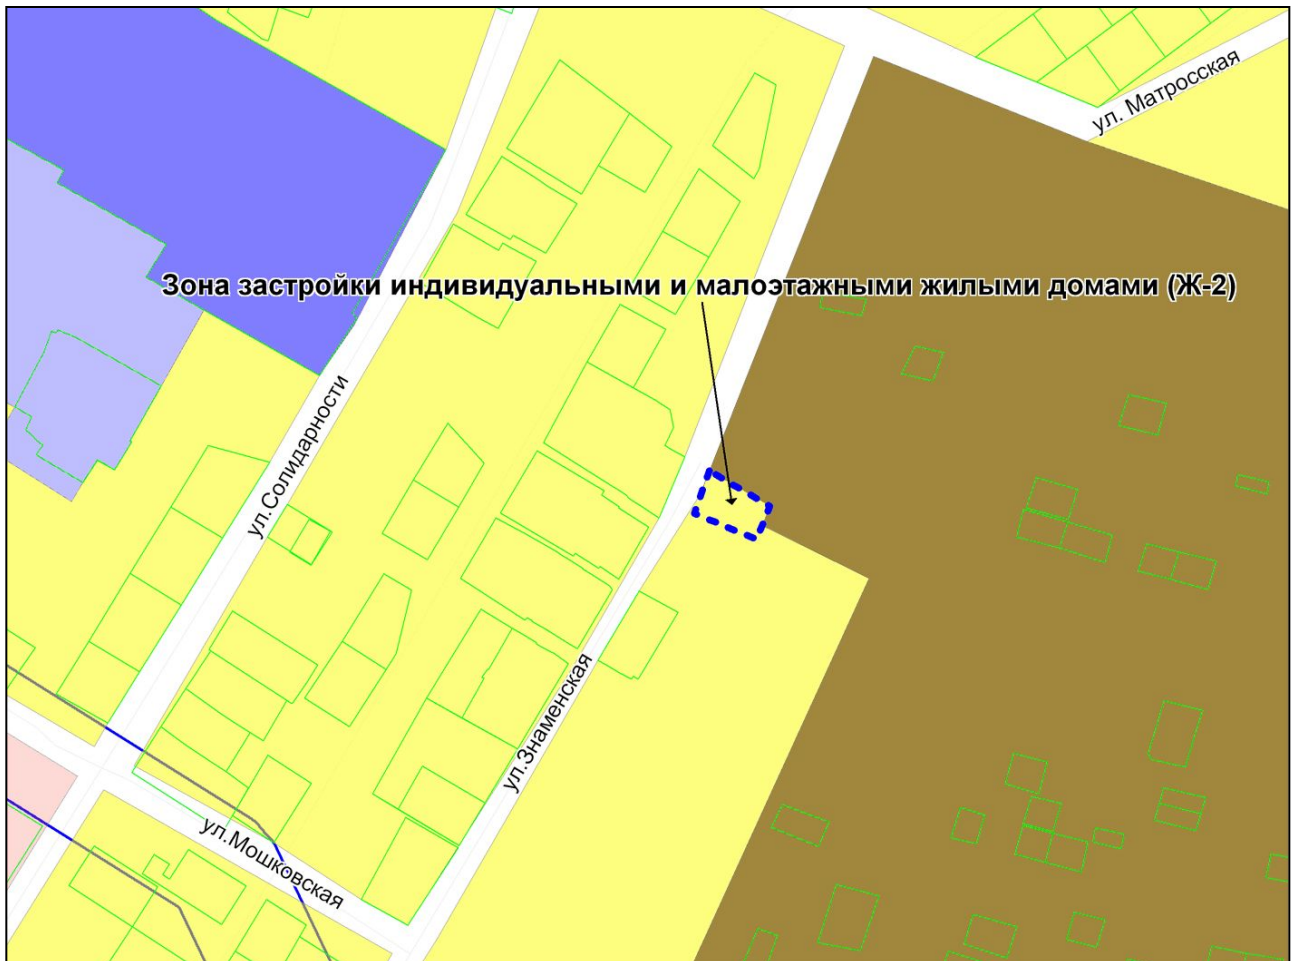 ул. Матросская
Зона застройки индивидуальными и малоэтажными жилыми домами (Ж-2)
ул.Солидарности
ул.Знаменская
ул.Мошковская